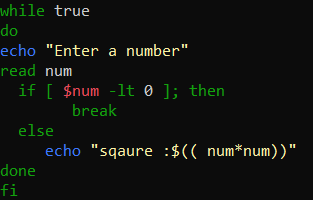 while true
do
echo "Enter a number"
read num
  if [ $num -lt 0 ]; then
        break
  else
     echo "sqaure :$(( num*num))"
done
fi